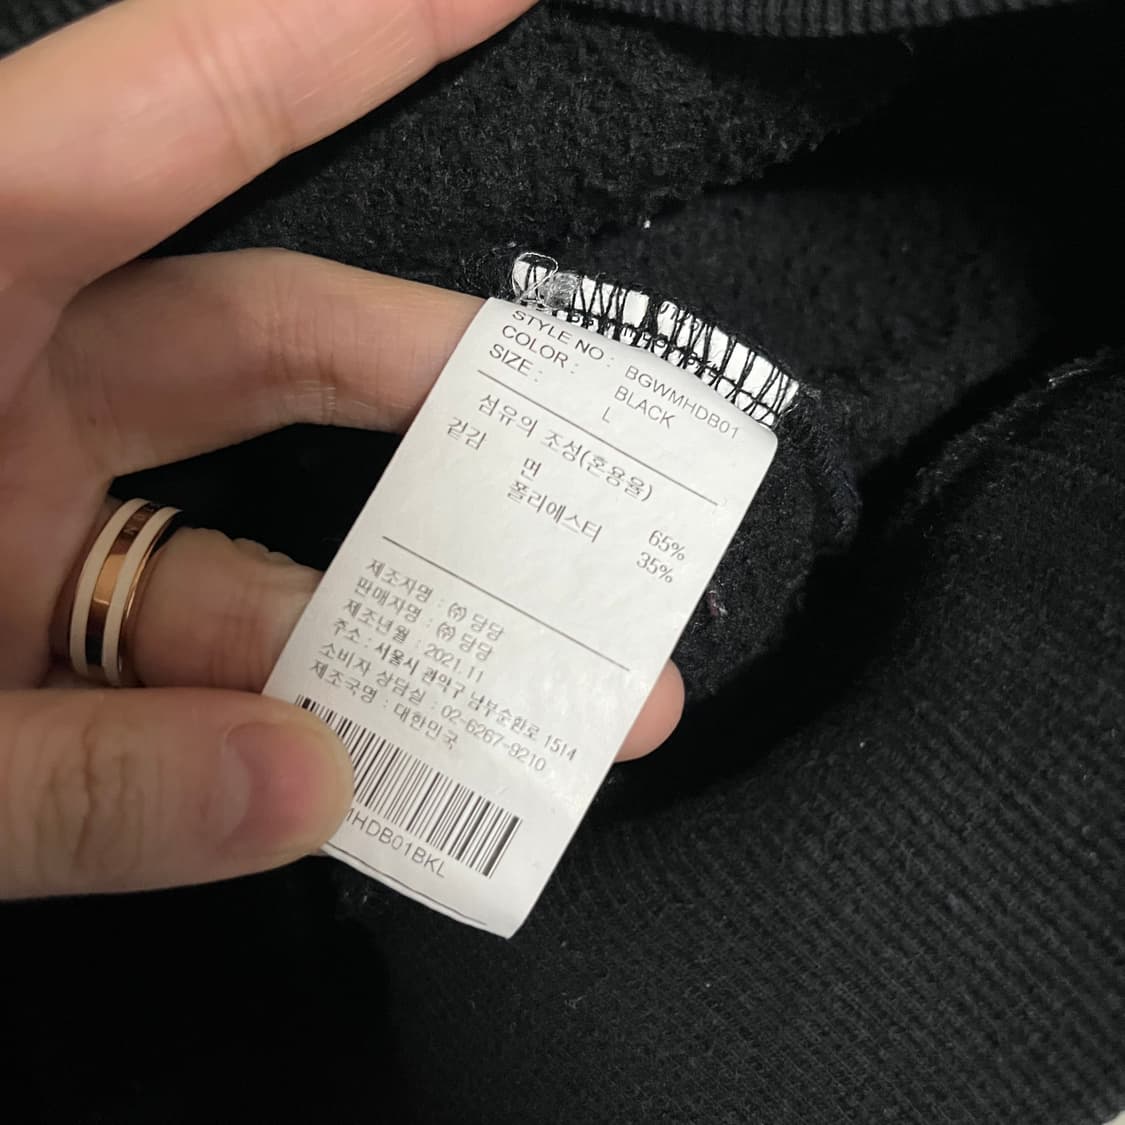 STYLE NO : BGWMHDB01
COLOR : BLACK
SIZE : L
섬유의 조성(혼용율)
겉감 면 65%
폴리에스터 35%
제조자명 : ㈜ 담당
판매자명 : ㈜ 담당
제조년월 : 2021.11
주소 : 서울시 관악구 남부순환로 1514
소비자 상담실 : 02-6267-9210
제조국명 : 대한민국
1HDB01BKL